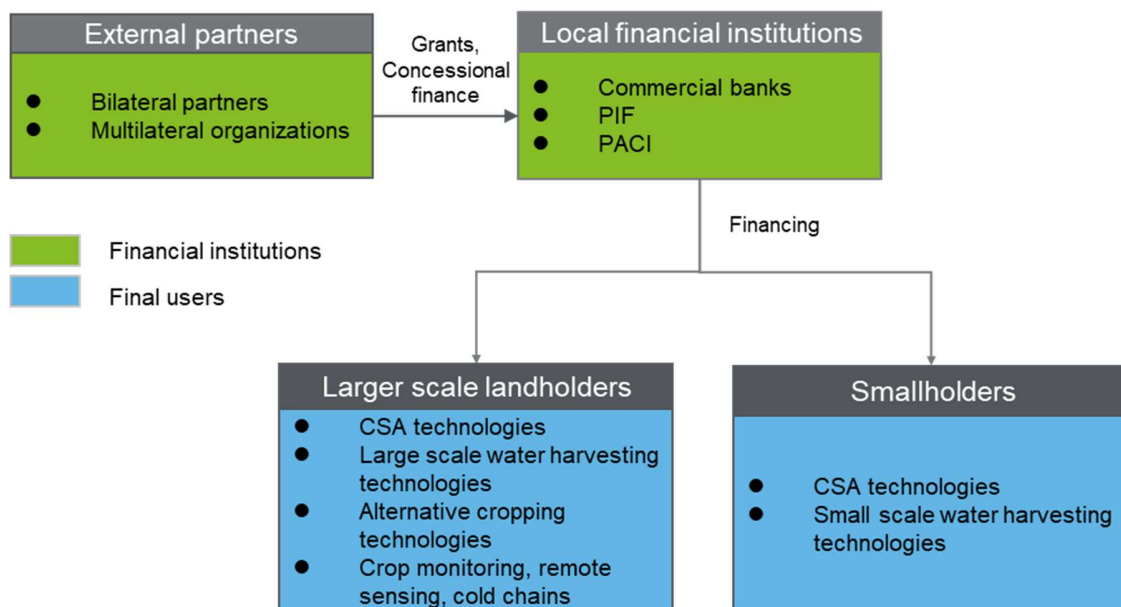 External partners
Bilateral partners
Multilateral organizations
Grants,
Concessional
finance
Local financial institutions
Commercial banks
PIF
PACI
Financial institutions
Final users
Financing
Larger scale landholders
CSA technologies
Large scale water harvesting
technologies
Alternative cropping
technologies
Crop monitoring, remote
sensing, cold chains
Smallholders
CSA technologies
Small scale water harvesting
technologies